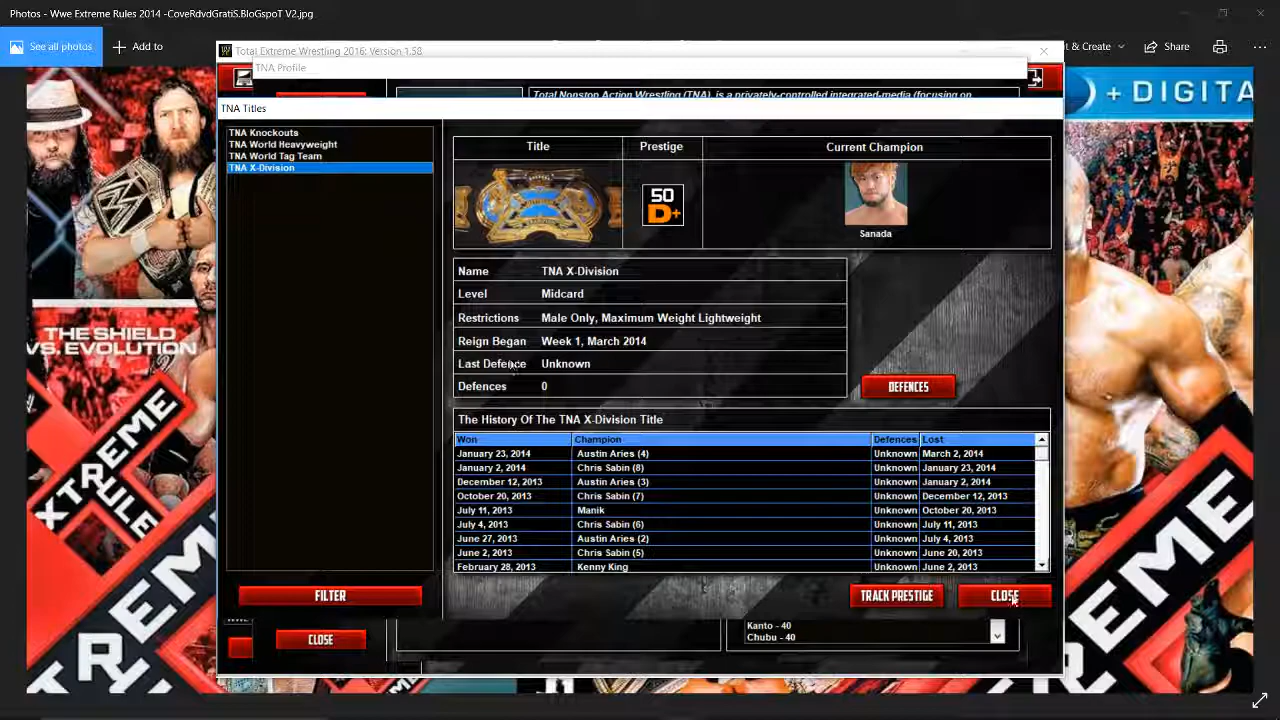 Photos - Wwe Extreme Rules 2014 -CoveRdvdGratiS.BloGspoT V2.jpg
See all photos
Add to
t & Create
Share
Total Extreme Wrestling 2016: Version 1.58
TNA Profile
Total Nonstop Action Wrestling (TNA), is a privately-controlled integrated-media (focusing on
TNA Titles
+ DIGITA
TNA Knockouts
TNA World Heavyweight
TNA World Tag Team
TNA X-Division
Title
Prestige
Current Champion
50
D+
Sanada
Name TNA X-Division
Level Midcard
Restrictions Male Only, Maximum Weight Lightweight
Reign Began Week 1, March 2014
Last Defence Unknown
Defences 0
DEFENCES
The History Of The TNA X-Division Title
Won Champion Defences Lost
January 23, 2014 Austin Aries (4) Unknown March 2, 2014
January 2, 2014 Chris Sabin (8) Unknown January 23, 2014
December 12, 2013 Austin Aries (3) Unknown January 2, 2014
October 20, 2013 Chris Sabin (7) Unknown December 12, 2013
July 11, 2013 Manik Unknown October 20, 2013
July 4, 2013 Chris Sabin (6) Unknown July 11, 2013
June 27, 2013 Austin Aries (2) Unknown July 4, 2013
June 2, 2013 Chris Sabin (5) Unknown June 20, 2013
February 28, 2013 Kenny King Unknown June 2, 2013
FILTER
TRACK PRESTIGE
CLOSE
CLOSE
Kanto - 40
Chubu - 40
THE SHIELD
VS. EVOLUTION
XTREME
RULE
XTREME
RUL
EXTREME